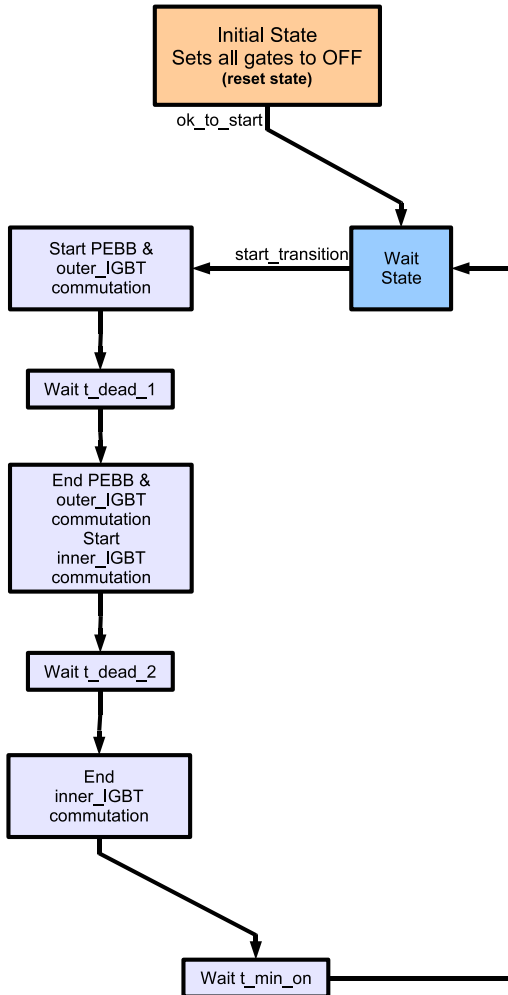 Initial State
Sets all gates to OFF
(reset state)
ok_to_start
Start PEBB &
outer_IGBT
commutation
start_transition
Wait
State
Wait t_dead_1
End PEBB &
outer_IGBT
commutation
Start
inner_IGBT
commutation
Wait t_dead_2
End
inner_IGBT
commutation
Wait t_min_on